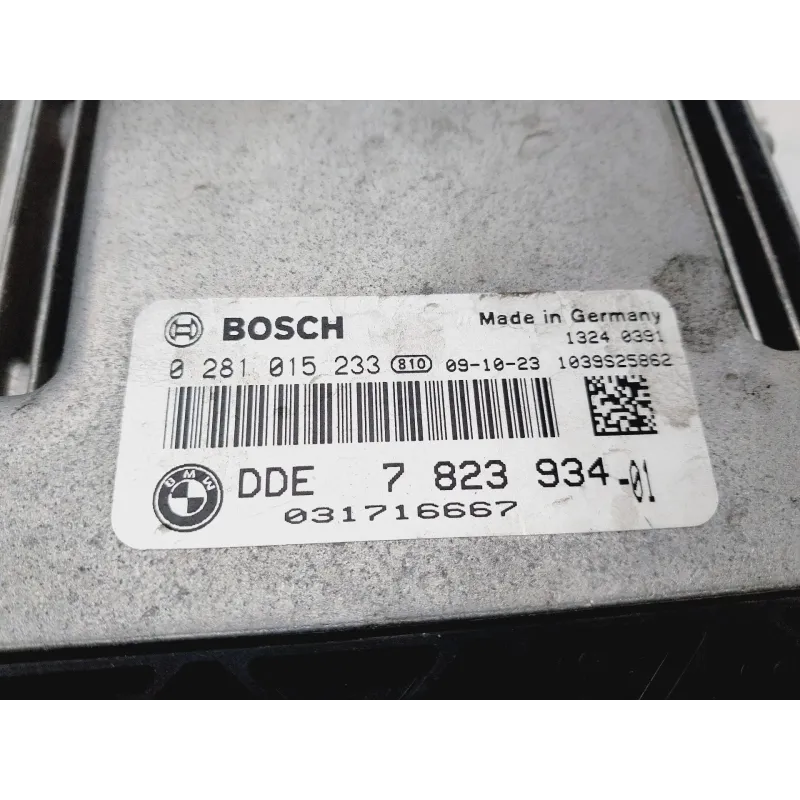 BOSCH Made in Germany
1324 0391
0 281 015 233 810 09-10-23 1039S25862
BMW DDE 7 823 934-01
031716667